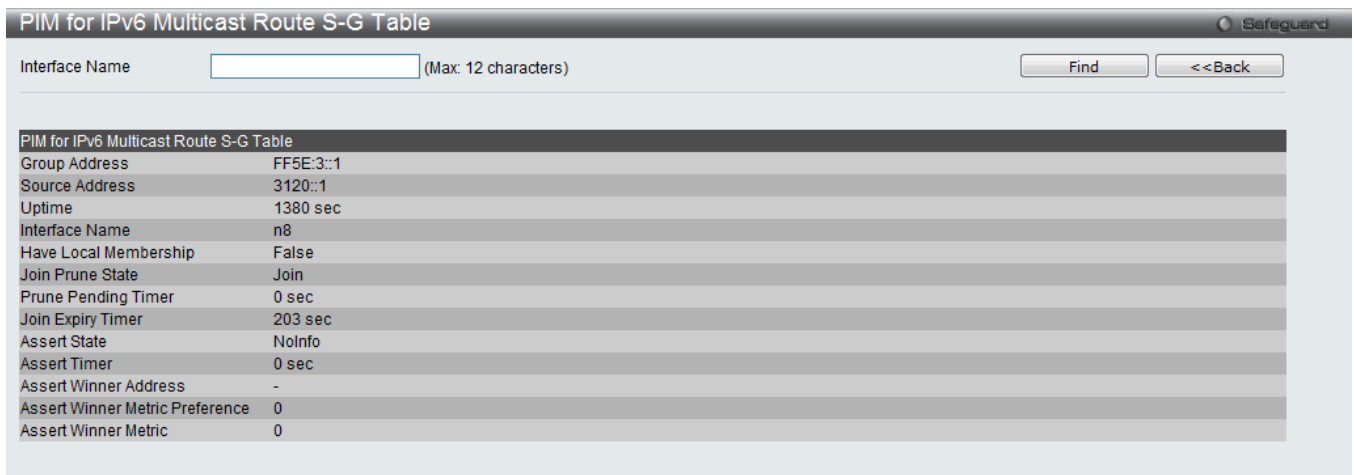 PIM for IPv6 Multicast Route S-G Table Safeguard
Interface Name (Max: 12 characters) Find <<Back
PIM for IPv6 Multicast Route S-G Table
Group Address FF5E:3::1
Source Address 3120::1
Uptime 1380 sec
Interface Name n8
Have Local Membership False
Join Prune State Join
Prune Pending Timer 0 sec
Join Expiry Timer 203 sec
Assert State NoInfo
Assert Timer 0 sec
Assert Winner Address -
Assert Winner Metric Preference 0
Assert Winner Metric 0